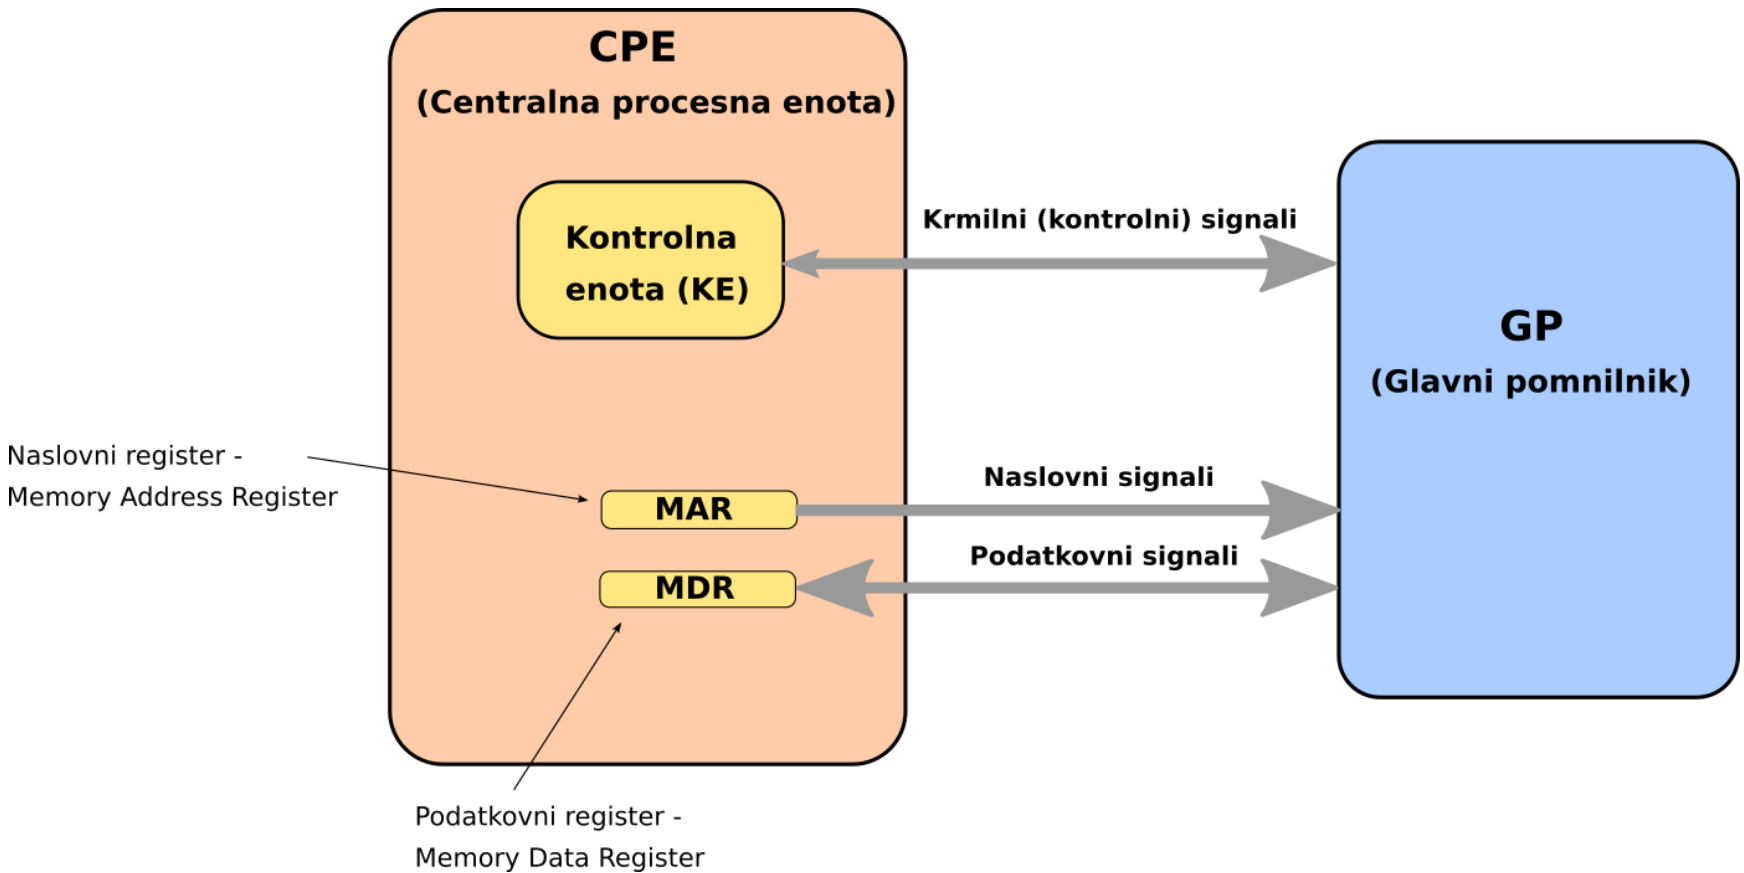 CPE
(Centralna procesna enota)
Kontrolna
enota (KE)
Krmilni (kontrolni) signali
GP
(Glavni pomnilnik)
Naslovni register -
Memory Address Register
MAR
Naslovni signali
MDR
Podatkovni signali
Podatkovni register -
Memory Data Register